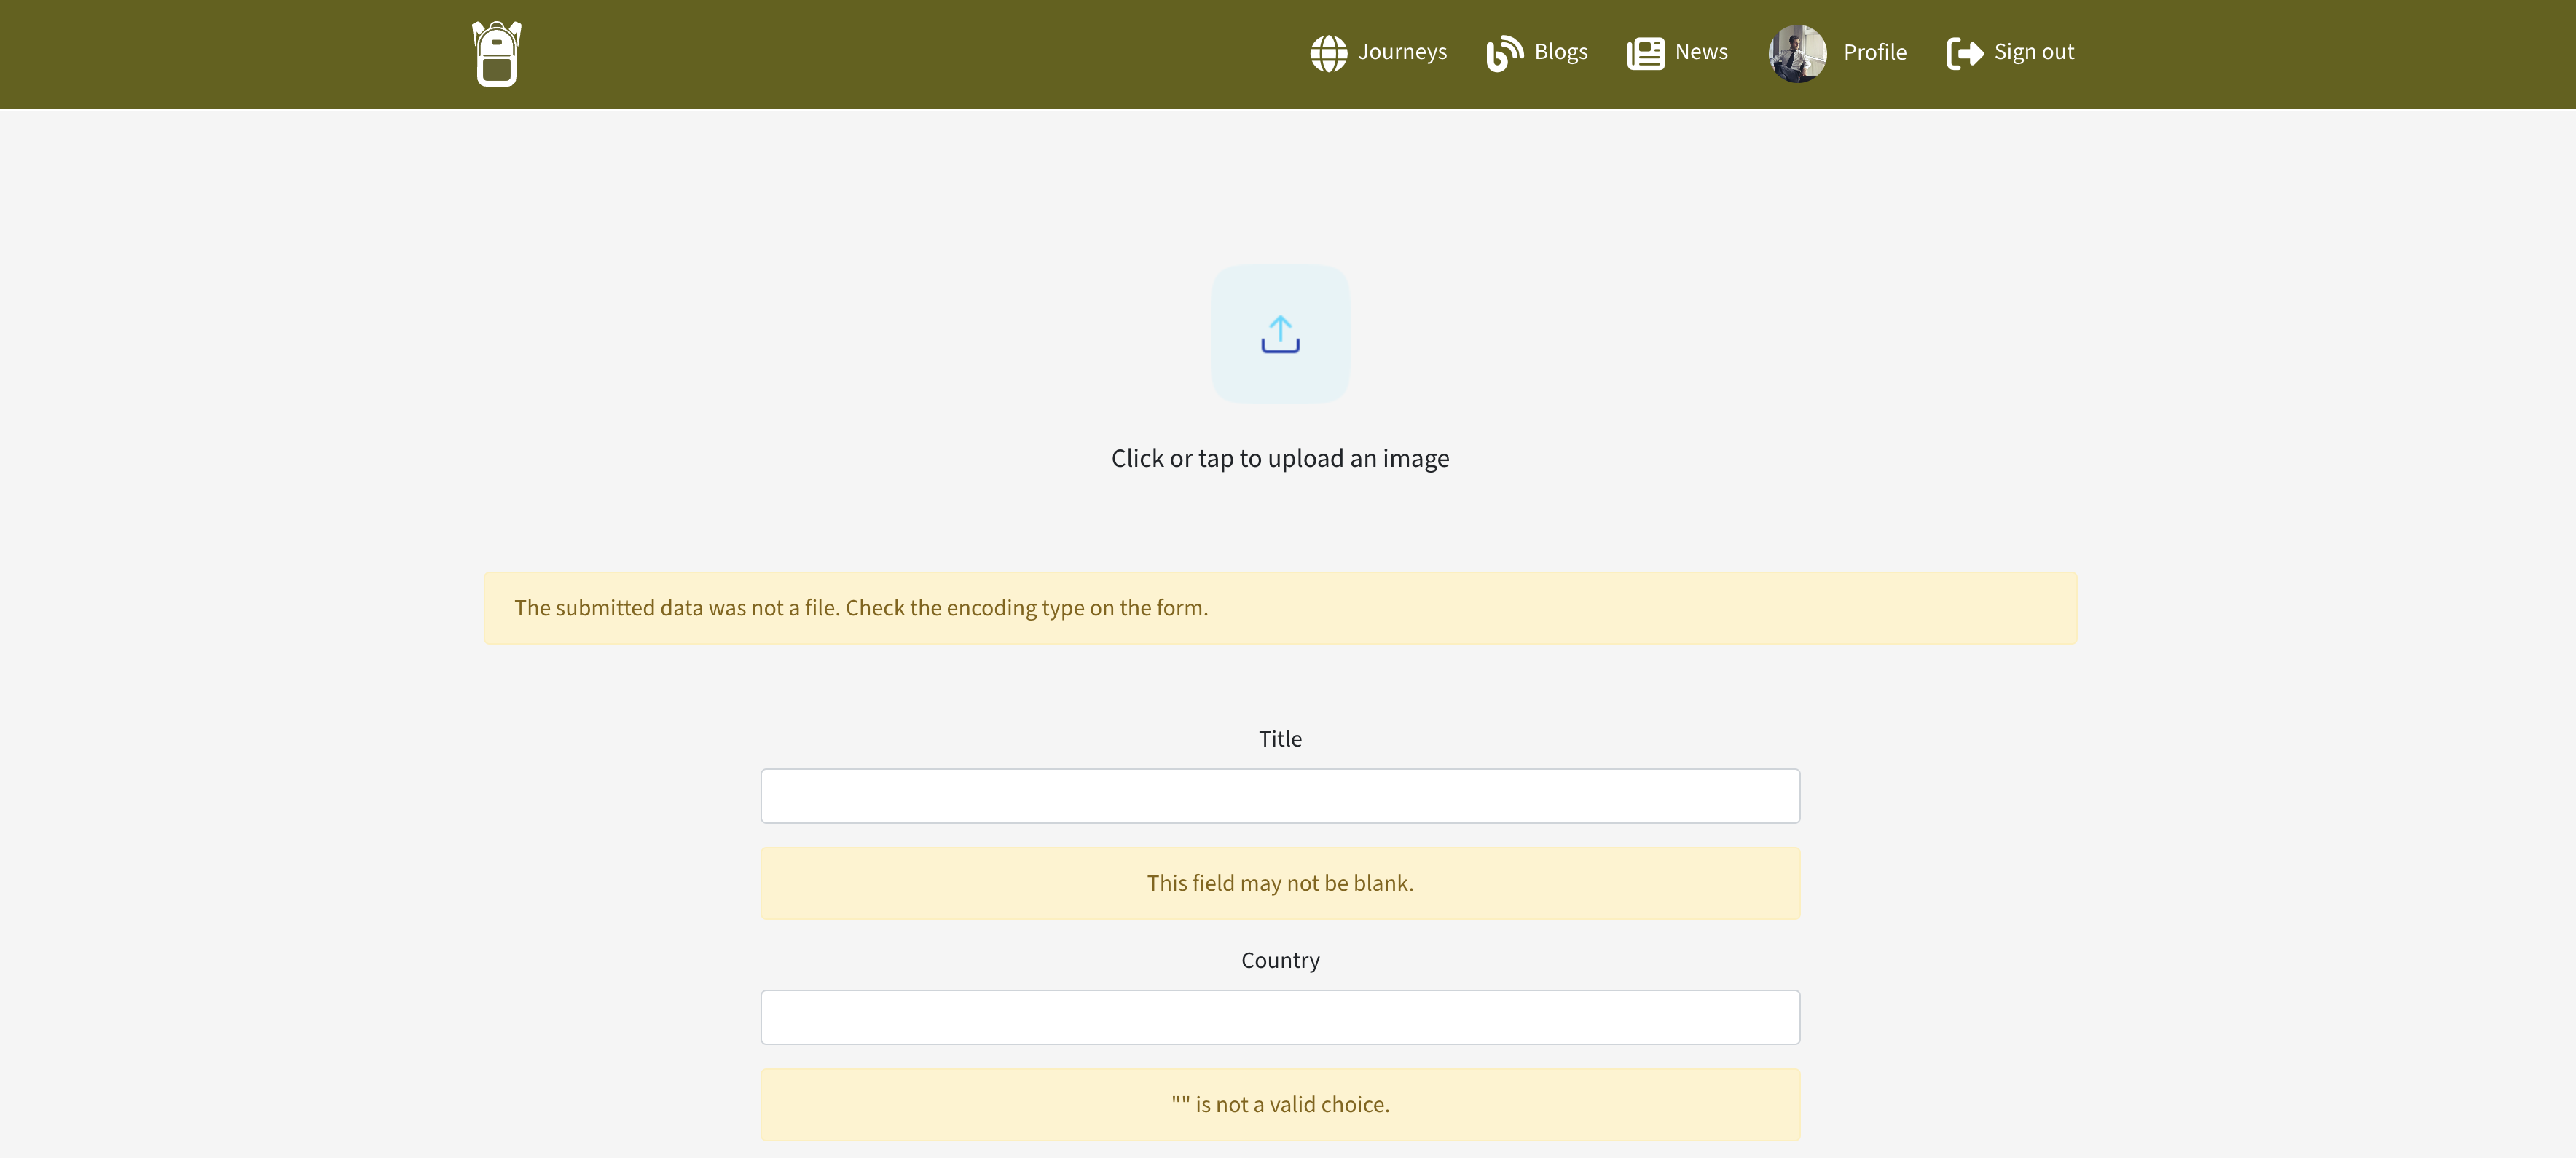 Journeys Blogs News Profile Sign out
Click or tap to upload an image
The submitted data was not a file. Check the encoding type on the form.
Title
This field may not be blank.
Country
"" is not a valid choice.